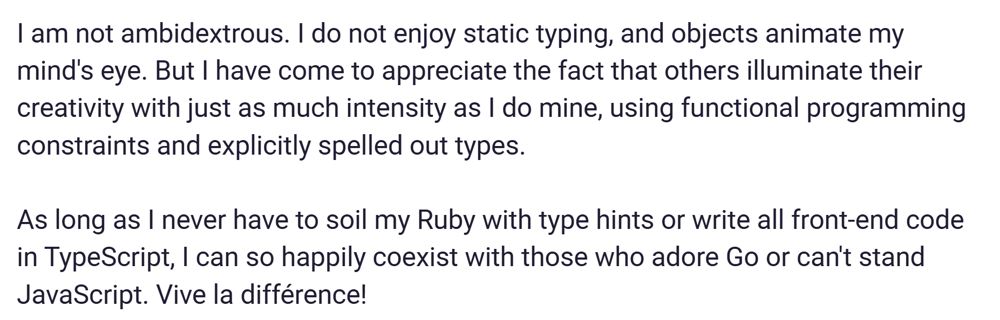 I am not ambidextrous. I do not enjoy static typing, and objects animate my
mind's eye. But I have come to appreciate the fact that others illuminate their
creativity with just as much intensity as I do mine, using functional programming
constraints and explicitly spelled out types.
As long as I never have to soil my Ruby with type hints or write all front-end code
in TypeScript, I can so happily coexist with those who adore Go or can't stand
JavaScript. Vive la différence!